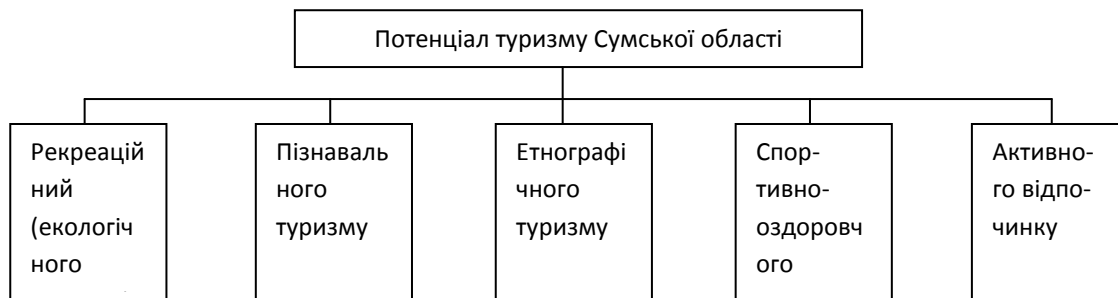 Потенціал туризму Сумської області
Рекреацій
ний
(екологіч
ного
Пізнаваль
ного
туризму
Етнографі
чного
туризму
Спор-
тивно-
оздоровч
ого
Активно-
го відпо-
чинку